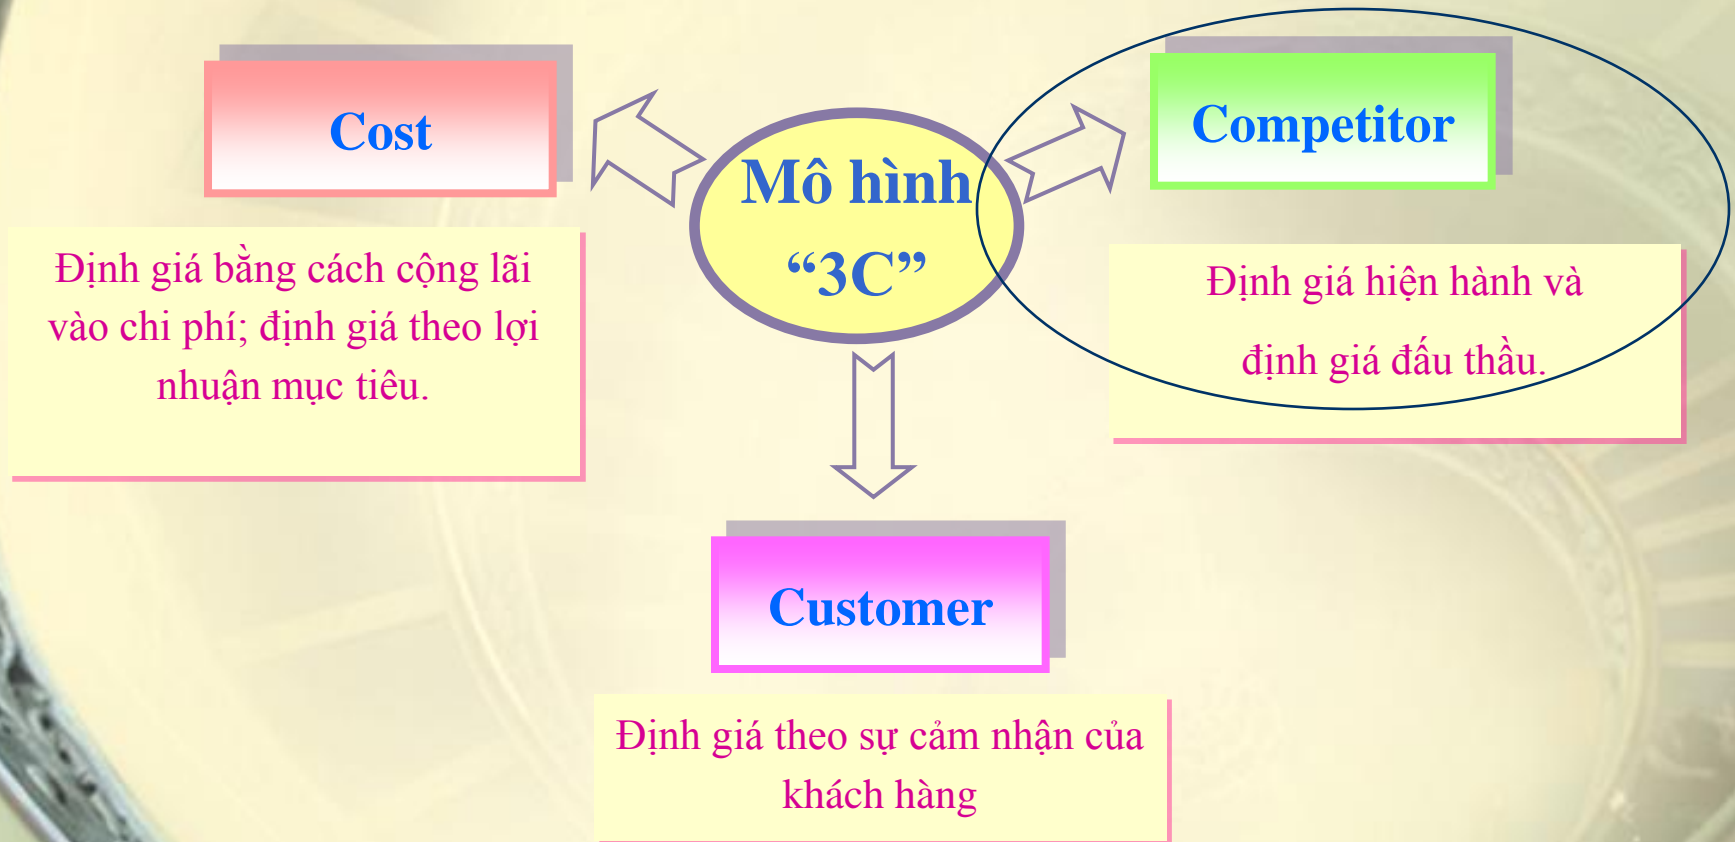 Cost
Định giá bằng cách cộng lãi
vào chi phí; định giá theo lợi
nhuận mục tiêu.
Mô hình
“3C”
Competitor
Định giá hiện hành và
định giá đấu thầu.
Customer
Định giá theo sự cảm nhận của
khách hàng